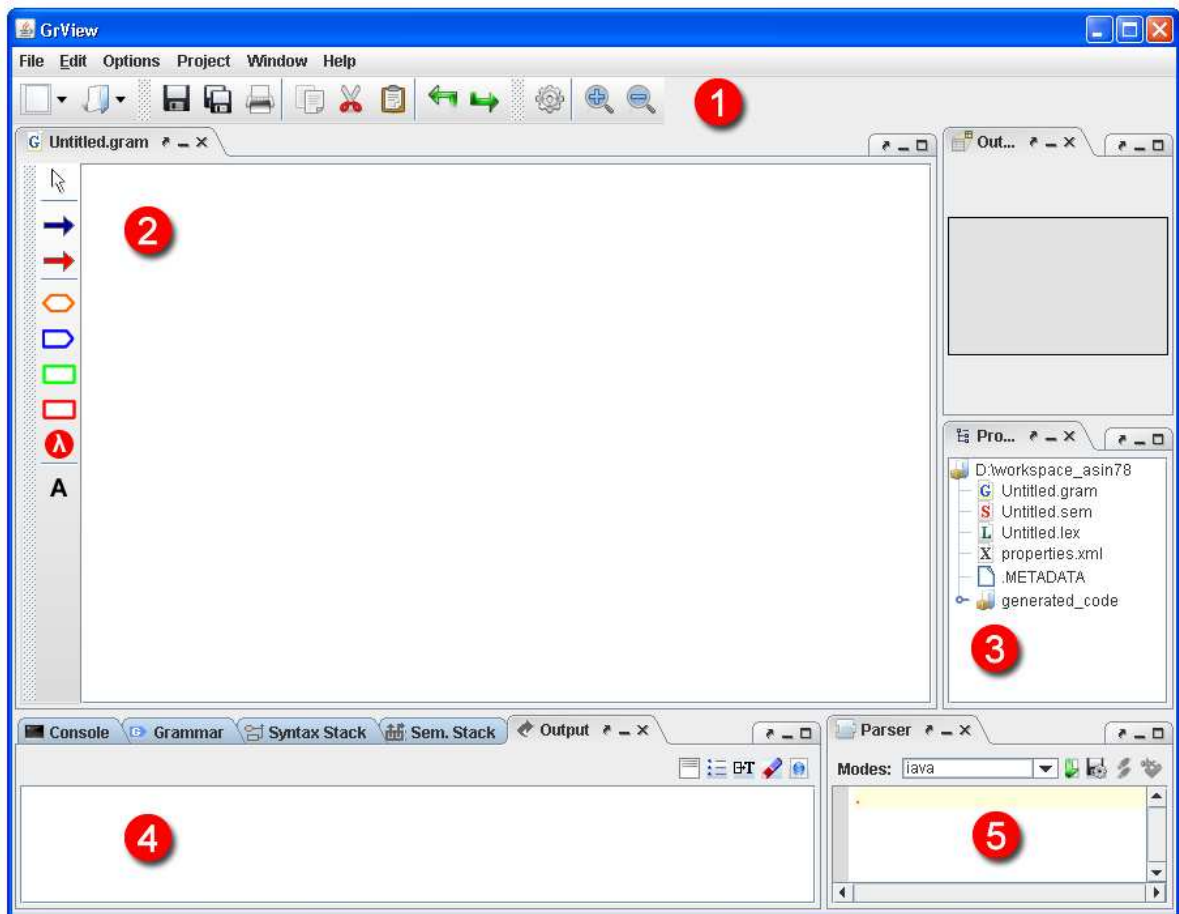 GrView
File Edit Options Project Window Help
1
G Untitled.gram
Out...
2
λ
A
Pro...
D:\workspace_asin78
G Untitled.gram
S Untitled.sem
L Untitled.lex
X properties.xml
.METADATA
generated_code
3
Console Grammar Syntax Stack Sem. Stack Output
Parser
Modes: java
4
5